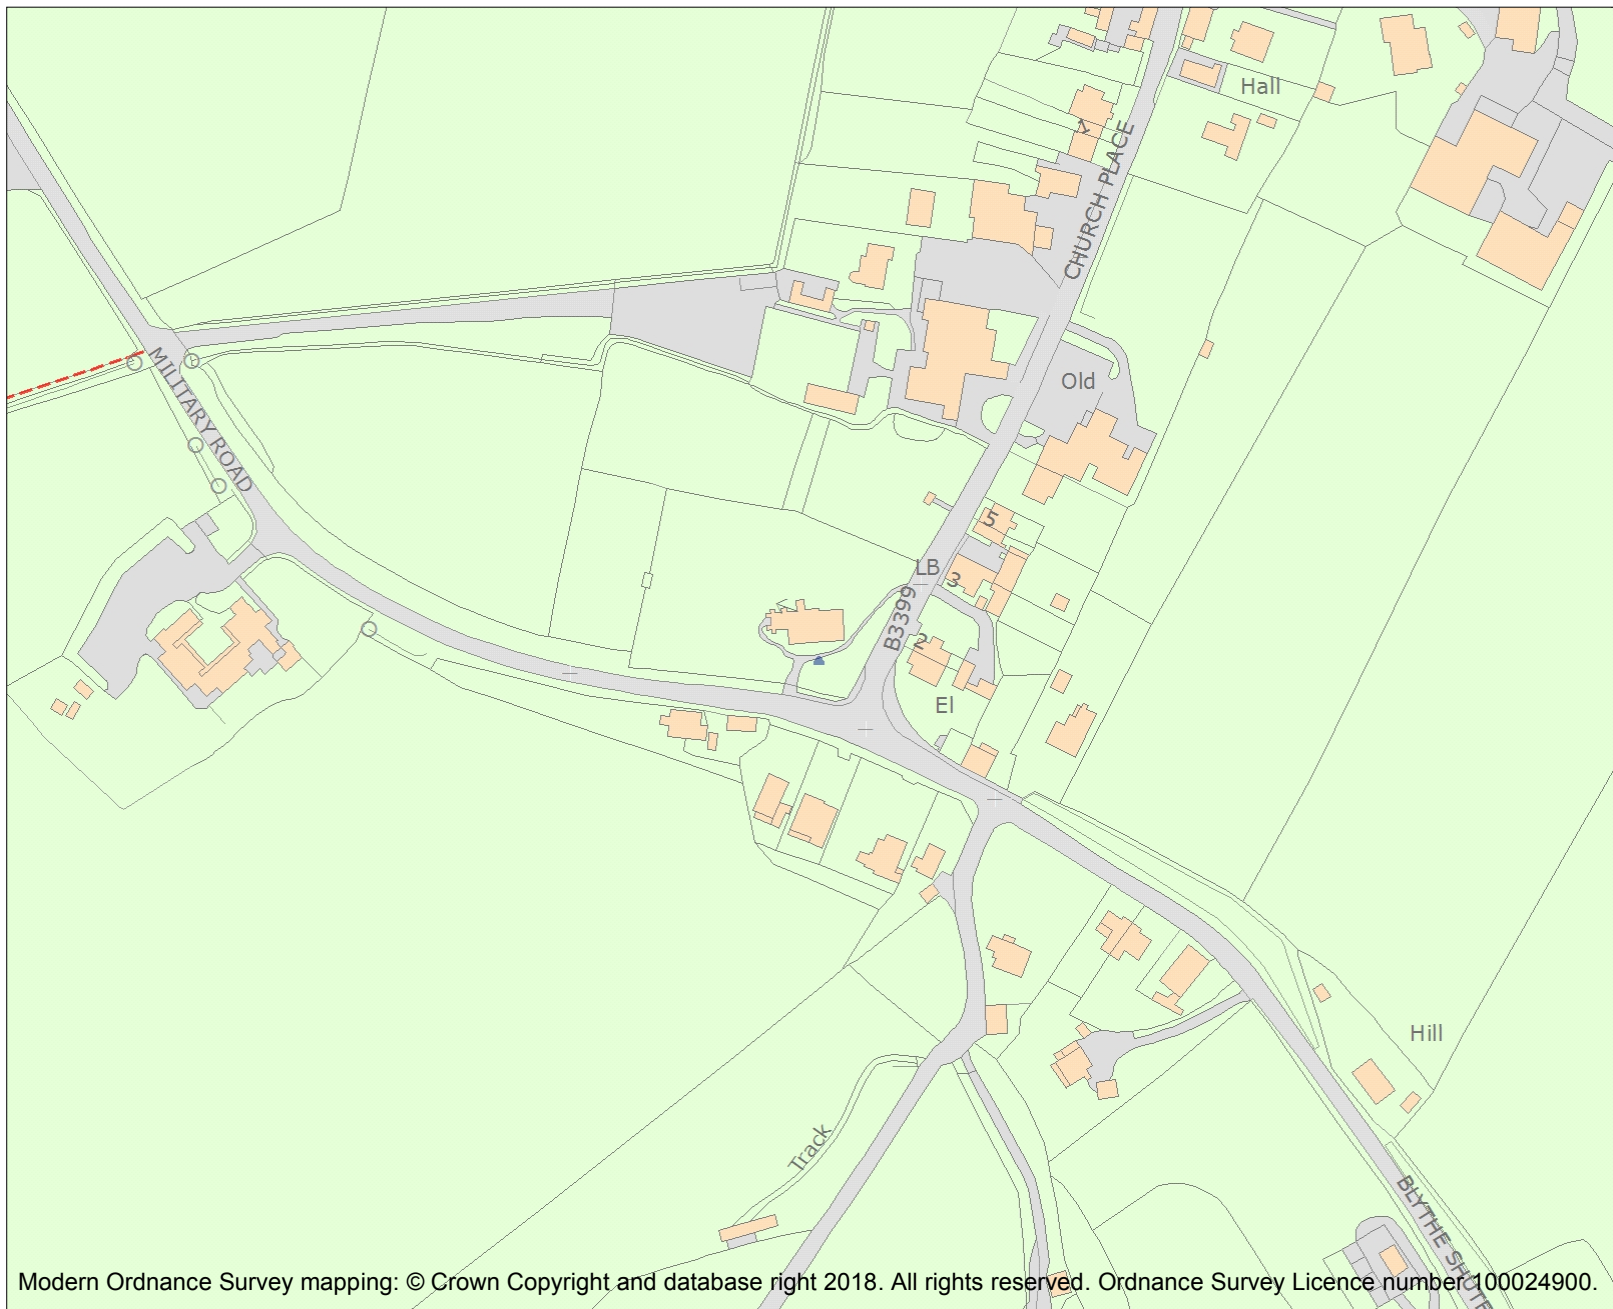 Hall
1
CHURCH PLACE
MILITARY ROAD
Old
5
LB
3
B3399
2
El
Hill
Track
BLYTHE SHUTE
Modern Ordnance Survey mapping: © Crown Copyright and database right 2018. All rights reserved. Ordnance Survey Licence number 100024900.